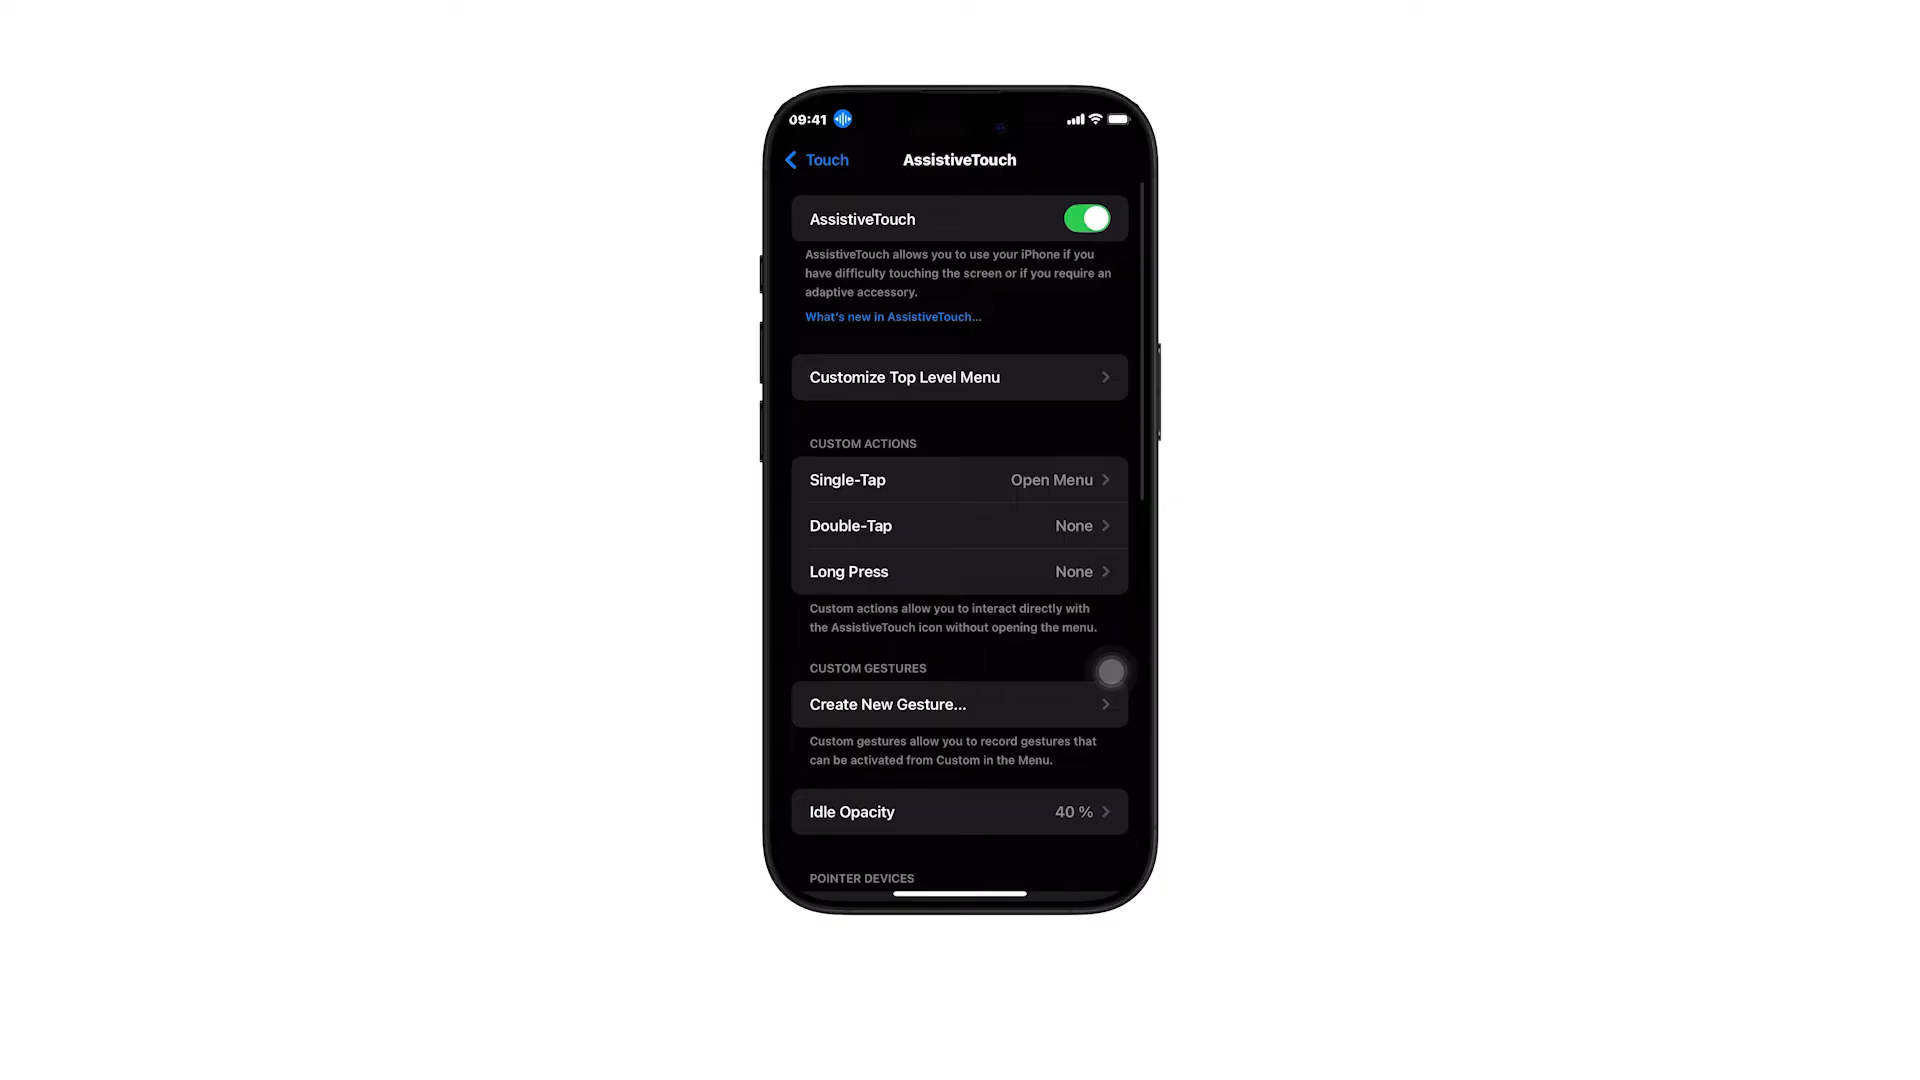 09:41
Touch
AssistiveTouch
AssistiveTouch
AssistiveTouch allows you to use your iPhone if you
have difficulty touching the screen or if you require an
adaptive accessory.
What's new in AssistiveTouch...
Customize Top Level Menu
CUSTOM ACTIONS
Single-Tap Open Menu
Double-Tap None
Long Press None
Custom actions allow you to interact directly with
the AssistiveTouch icon without opening the menu.
CUSTOM GESTURES
Create New Gesture...
Custom gestures allow you to record gestures that
can be activated from Custom in the Menu.
Idle Opacity 40 %
POINTER DEVICES